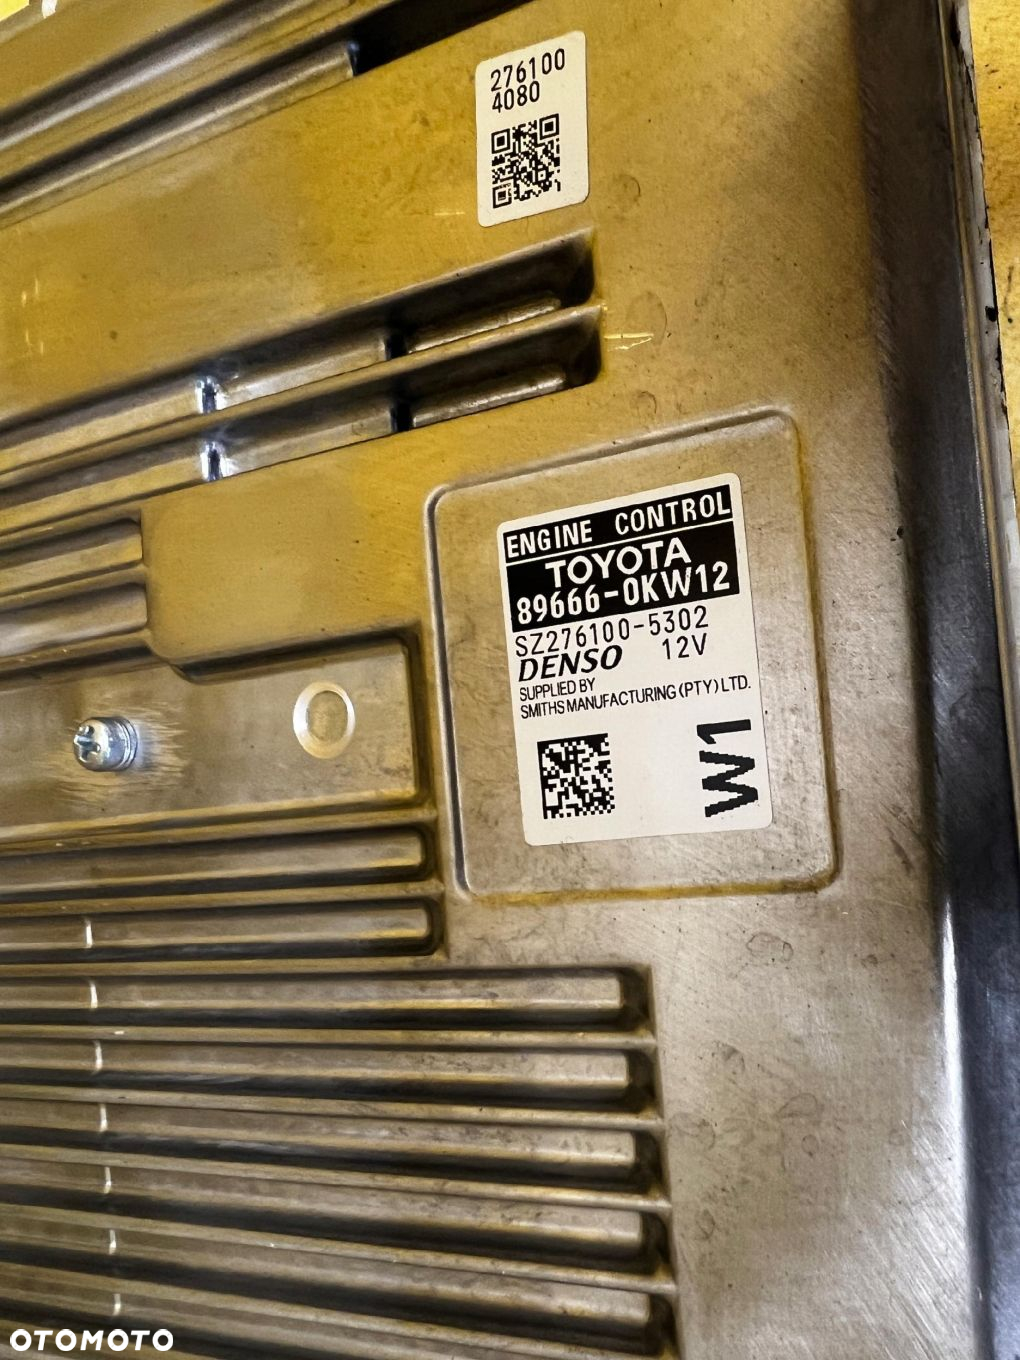 276100
4080
ENGINE CONTROL
TOYOTA
89666-0KW12
SZ276100-5302
DENSO 12V
SUPPLIED BY
SMITHS MANUFACTURING (PTY) LTD.
W1
OTOMOTO